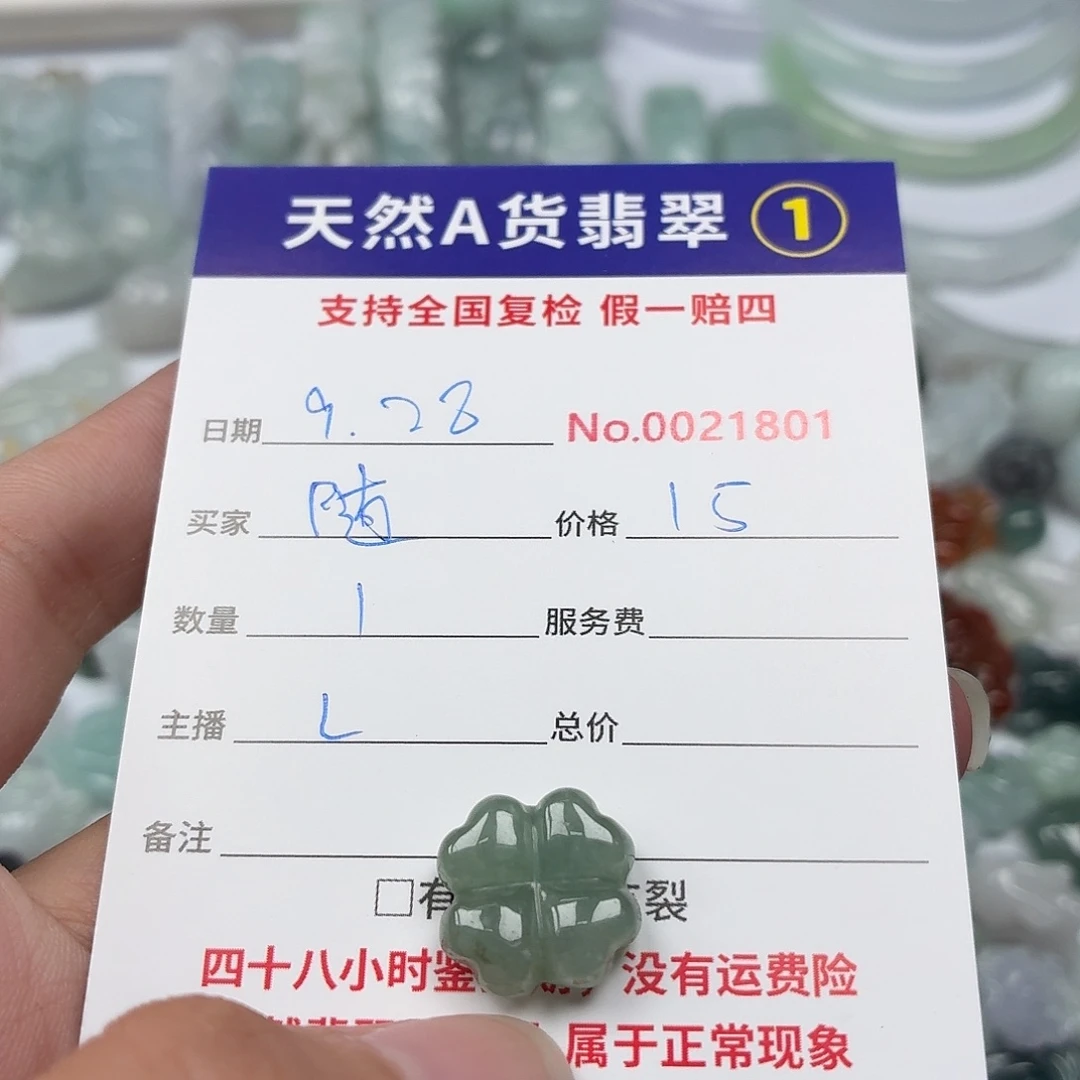 天然A货翡翠 1
支持全国复检 假一赔四
日期 9.28 No.0021801
买家 随 价格 15
数量 1 服务费
主播 L 总价
备注
□有 裂
四十八小时鉴 没有运费险
属于正常现象